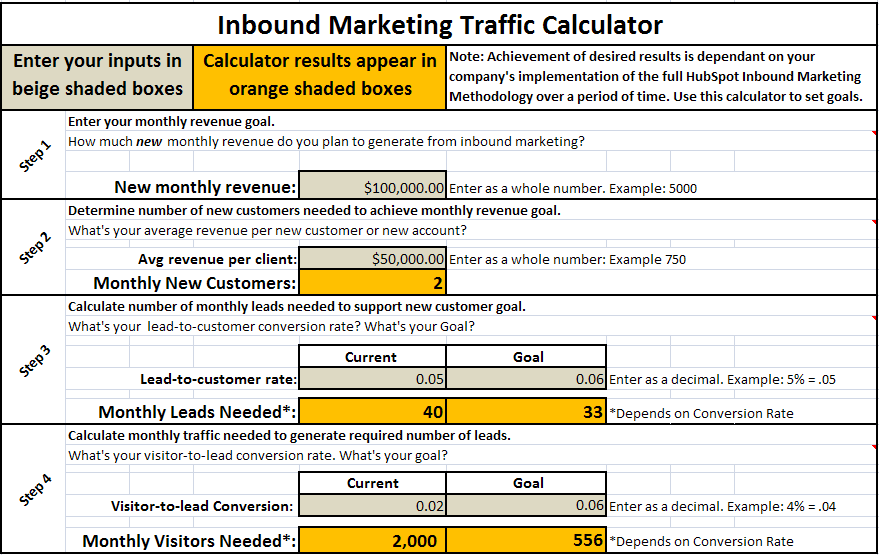 Inbound Marketing Traffic Calculator
Enter your inputs in
beige shaded boxes
Calculator results appear in
orange shaded boxes
Note: Achievement of desired results is dependant on your
company's implementation of the full HubSpot Inbound Marketing
Methodology over a period of time. Use this calculator to set goals.
Step 1
Enter your monthly revenue goal.
How much new monthly revenue do you plan to generate from inbound marketing?
New monthly revenue: $100,000.00 Enter as a whole number. Example: 5000
Step 2
Determine number of new customers needed to achieve monthly revenue goal.
What's your average revenue per new customer or new account?
Avg revenue per client: $50,000.00 Enter as a whole number: Example 750
Monthly New Customers: 2
Step 3
Calculate number of monthly leads needed to support new customer goal.
What's your lead-to-customer conversion rate? What's your Goal?
Current Goal
Lead-to-customer rate: 0.05 0.06 Enter as a decimal. Example: 5% = .05
Monthly Leads Needed*: 40 33 *Depends on Conversion Rate
Step 4
Calculate monthly traffic needed to generate required number of leads.
What's your visitor-to-lead conversion rate. What's your goal?
Current Goal
Visitor-to-lead Conversion: 0.02 0.06 Enter as a decimal. Example: 4% = .04
Monthly Visitors Needed*: 2,000 556 *Depends on Conversion Rate